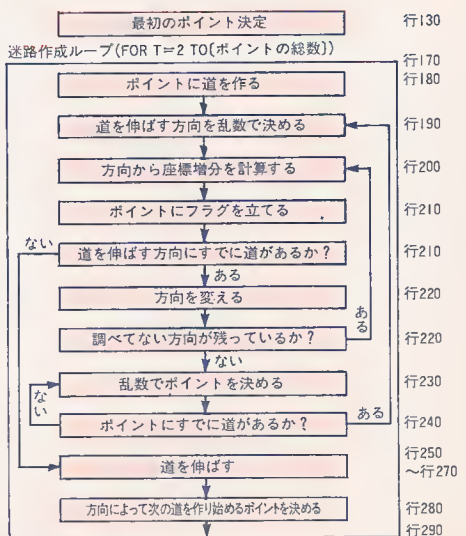 最初のポイント決定 行130
迷路作成ループ(FOR T=2 TO{ポイントの総数}) 行170
ポイントに道を作る 行180
道を伸ばす方向を乱数で決める 行190
方向から座標増分を計算する 行200
ポイントにフラグを立てる 行210
ない
道を伸ばす方向にすでに道があるか? 行210
ある
方向を変える 行220
ある
調べてない方向が残っているか? 行220
ない
乱数でポイントを決める 行230
ない
ポイントにすでに道があるか? ある 行240
道を伸ばす 行250
〜行270
方向によって次の道を作り始めるポイントを決める 行280
行290